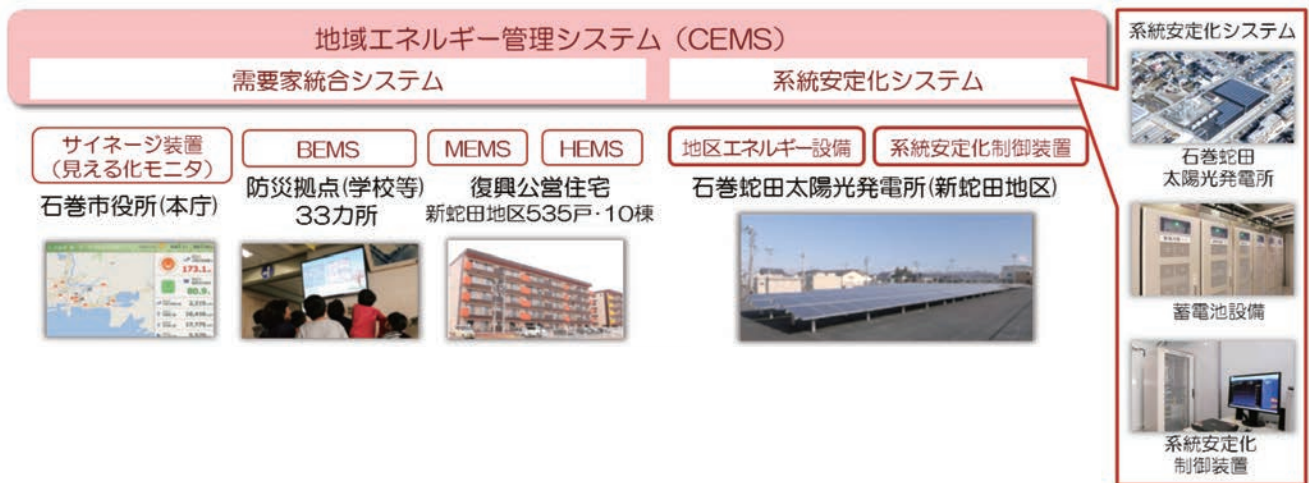 地域エネルギー管理システム（CEMS）
需要家統合システム
系統安定化システム
サイネージ装置
（見える化モニタ）
石巻市役所(本庁)
BEMS
防災拠点(学校等)
33カ所
MEMS
HEMS
復興公営住宅
新蛇田地区535戸・10棟
地区エネルギー設備
系統安定化制御装置
石巻蛇田太陽光発電所(新蛇田地区)
173.1
80.9
系統安定化システム
石巻蛇田
太陽光発電所
蓄電池設備
系統安定化
制御装置